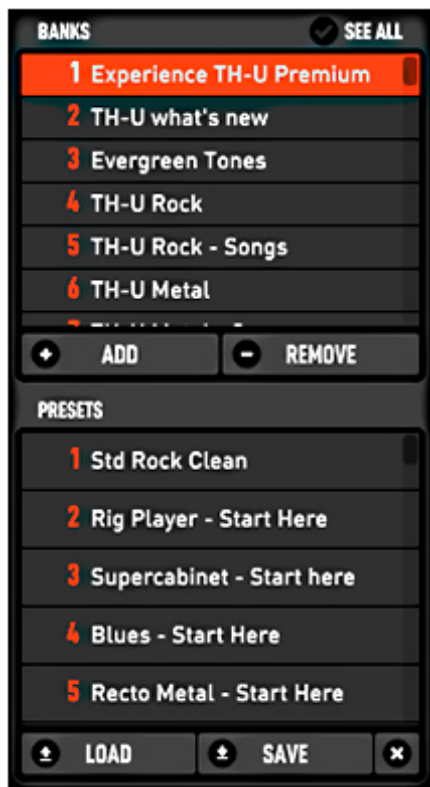 BANKS SEE ALL
1 Experience TH-U Premium
2 TH-U what's new
3 Evergreen Tones
4 TH-U Rock
5 TH-U Rock - Songs
6 TH-U Metal
ADD REMOVE
PRESETS
1 Std Rock Clean
2 Rig Player - Start Here
3 Supercabinet - Start here
4 Blues - Start Here
5 Recto Metal - Start Here
LOAD SAVE